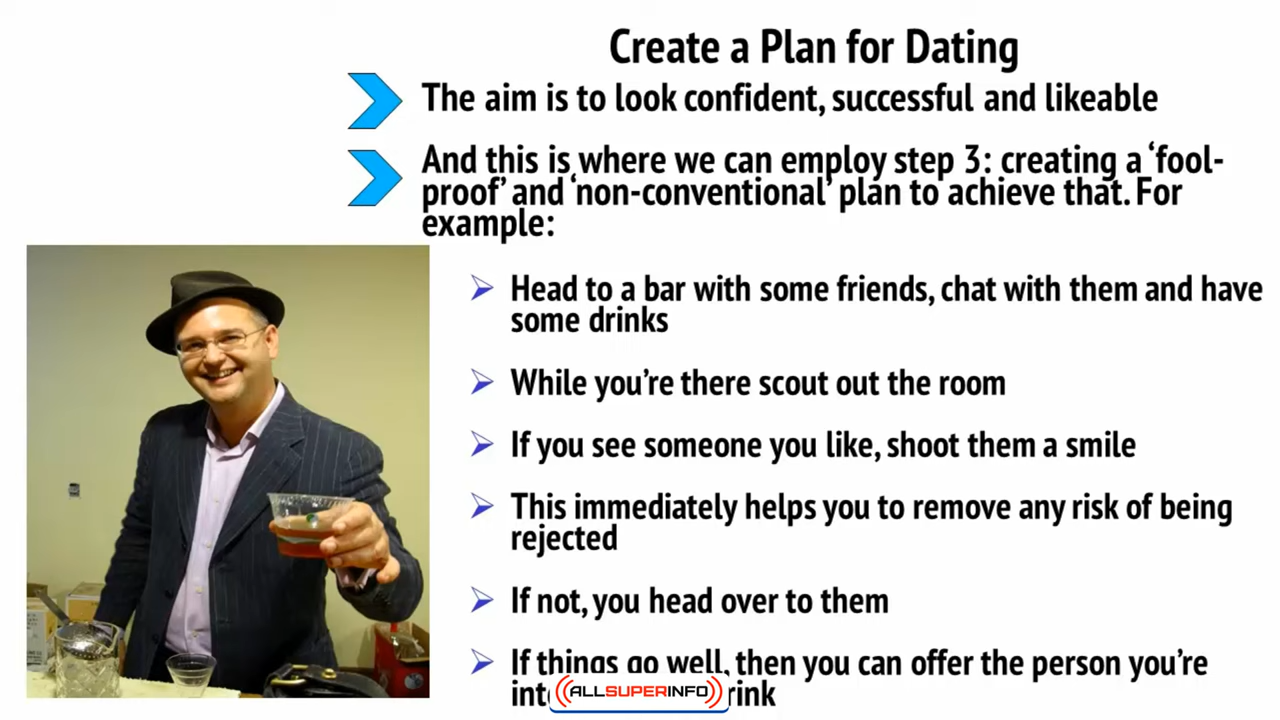 Create a Plan for Dating
The aim is to look confident, successful and likeable
And this is where we can employ step 3: creating a ‘fool-
proof’ and ‘non-conventional’ plan to achieve that. For
example:
Head to a bar with some friends, chat with them and have
some drinks
While you’re there scout out the room
If you see someone you like, shoot them a smile
This immediately helps you to remove any risk of being
rejected
If not, you head over to them
If things go well, then you can offer the person you’re
ALLSUPERINFO